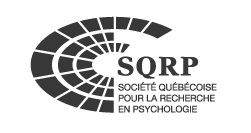 SQRP
SOCIÉTÉ QUÉBÉCOISE
POUR LA RECHERCHE
EN PSYCHOLOGIE